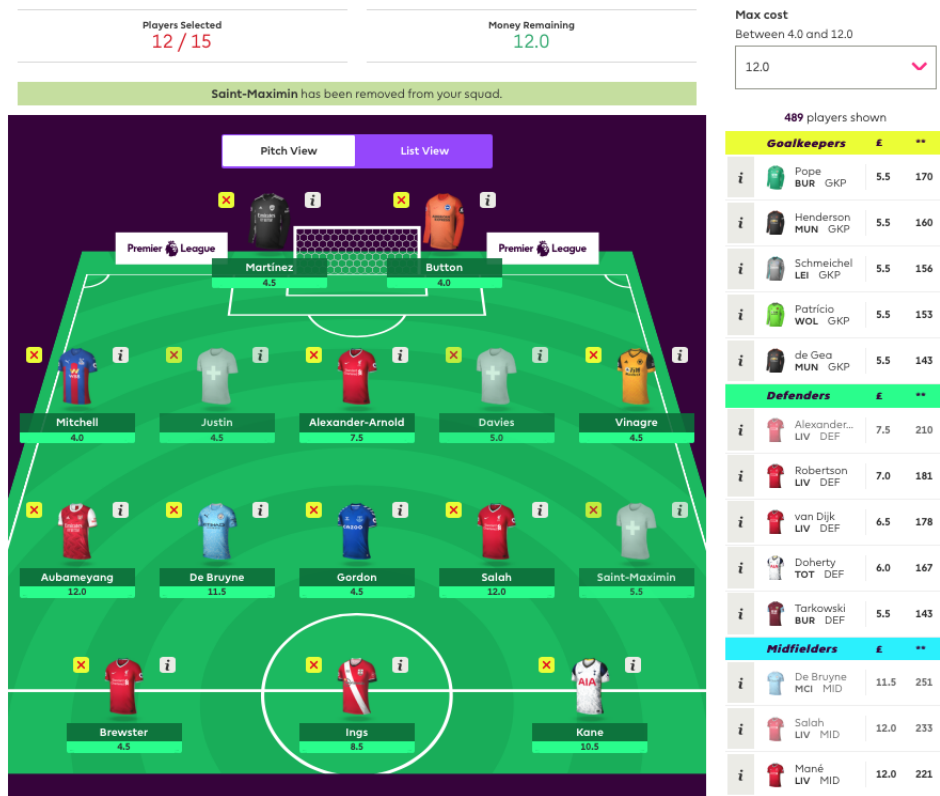 Players Selected
12 / 15
Money Remaining
12.0
Saint-Maximin has been removed from your squad.
Pitch View
List View
Premier League
Premier League
Martínez
4.5
Button
4.0
Mitchell
4.0
Justin
4.5
Alexander-Arnold
7.5
Davies
5.0
Vinagre
4.5
Aubameyang
12.0
De Bruyne
11.5
Gordon
4.5
Salah
12.0
Saint-Maximin
5.5
AIA
Brewster
4.5
Ings
8.5
Kane
10.5
Max cost
Between 4.0 and 12.0
12.0
489 players shown
Goalkeepers £ **
Pope
BUR GKP 5.5 170
Henderson
MUN GKP 5.5 160
Schmeichel
LEI GKP 5.5 156
Patrício
WOL GKP 5.5 153
de Gea
MUN GKP 5.5 143
Defenders £ **
Alexander...
LIV DEF 7.5 210
Robertson
LIV DEF 7.0 181
van Dijk
LIV DEF 6.5 178
Doherty
TOT DEF 6.0 167
Tarkowski
BUR DEF 5.5 143
Midfielders £ **
De Bruyne
MCI MID 11.5 251
Salah
LIV MID 12.0 233
Mané
LIV MID 12.0 221